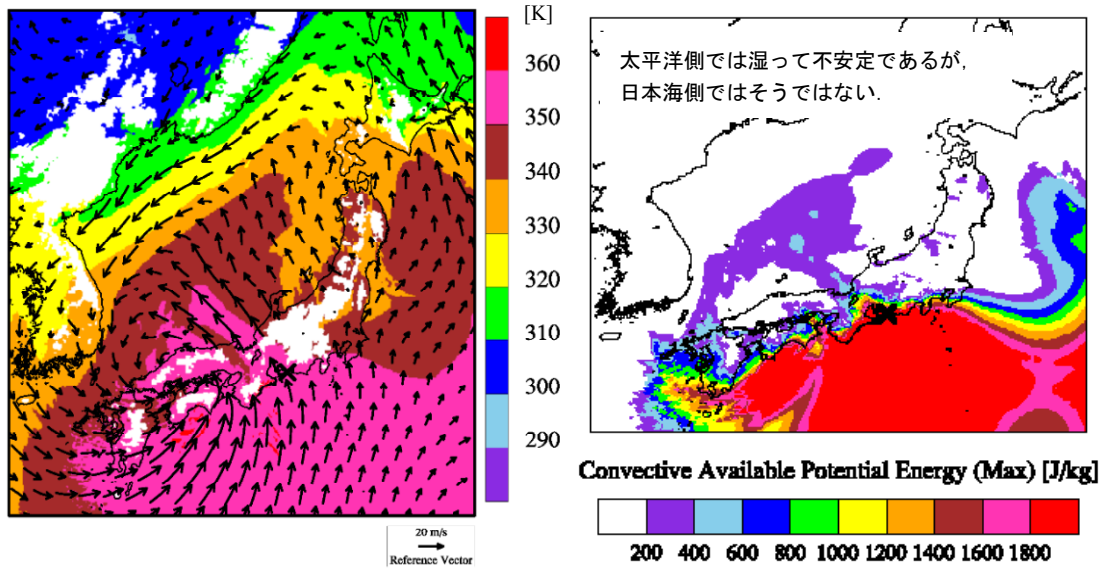 [K]
360
350
340
330
320
310
300
290
20 m/s
Reference Vector
太平洋側では湿って不安定であるが,
日本海側ではそうではない.
Convective Available Potential Energy (Max) [J/kg]
200 400 600 800 1000 1200 1400 1600 1800